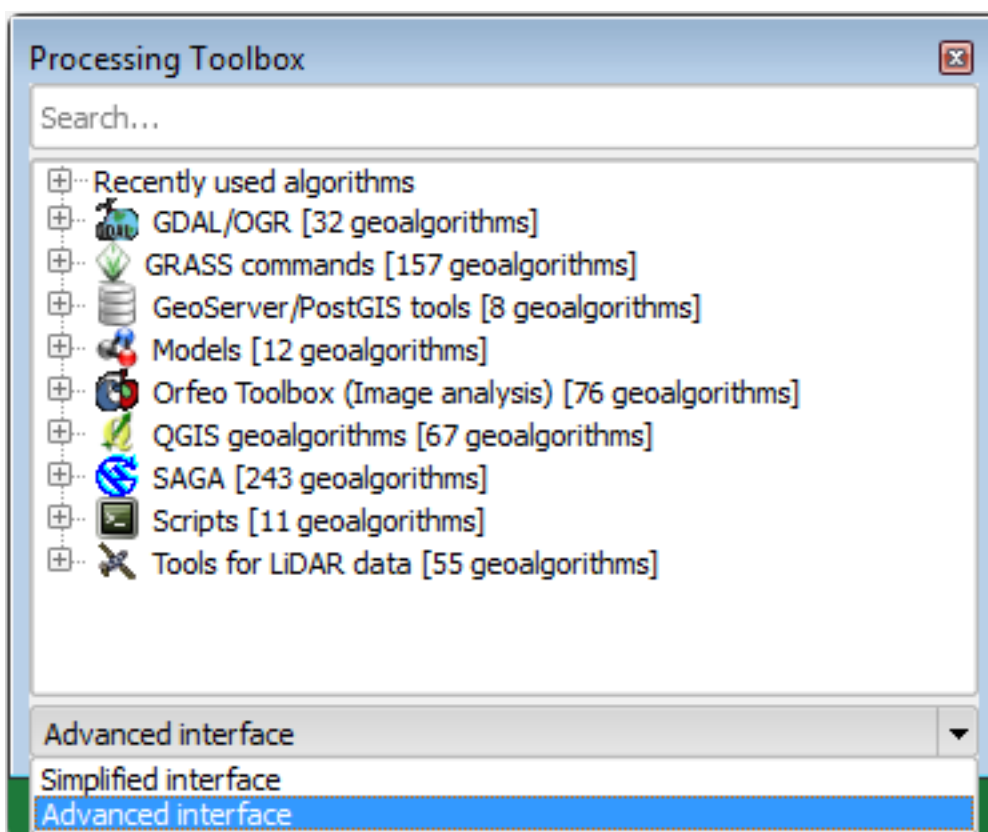 Processing Toolbox
Search...
Recently used algorithms
GDAL/OGR [32 geoalgorithms]
GRASS commands [157 geoalgorithms]
GeoServer/PostGIS tools [8 geoalgorithms]
Models [12 geoalgorithms]
Orfeo Toolbox (Image analysis) [76 geoalgorithms]
QGIS geoalgorithms [67 geoalgorithms]
SAGA [243 geoalgorithms]
Scripts [11 geoalgorithms]
Tools for LiDAR data [55 geoalgorithms]
Advanced interface
Simplified interface
Advanced interface